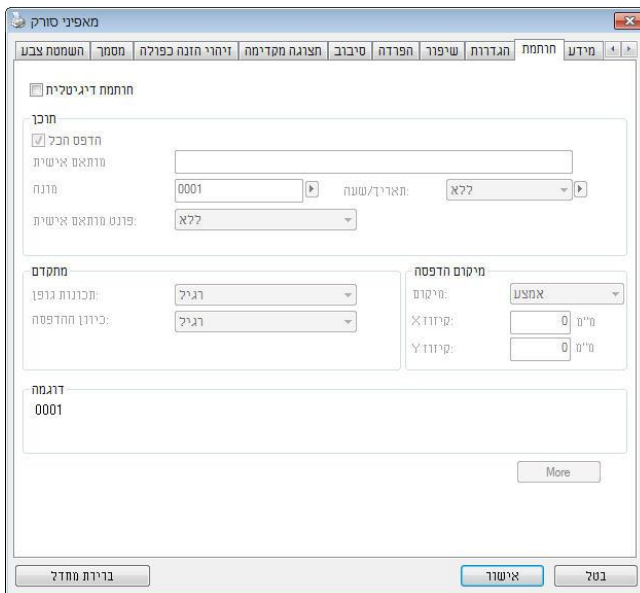 מאפיני סורק
השמטת צבע מסמך זיהוי הזנה כפולה תצוגה מקדימה סיבוב הפרדה שיפור הגדרות חותמת מידע
חותמת דיגיטלית
תוכן
הדפס הכל
מותאם אישית
מונה 0001 תאריך/שעה: ללא
פונט מותאם אישית: ללא
מתקדם
תכונות גופן: רגיל
כיוון ההדפסה: רגיל
מיקום הדפסה
מיקום: אמצע
קיזוז X: 0 מ"מ
קיזוז Y: 0 מ"מ
דוגמה
0001
More
ברירת מחדל אישור בטל